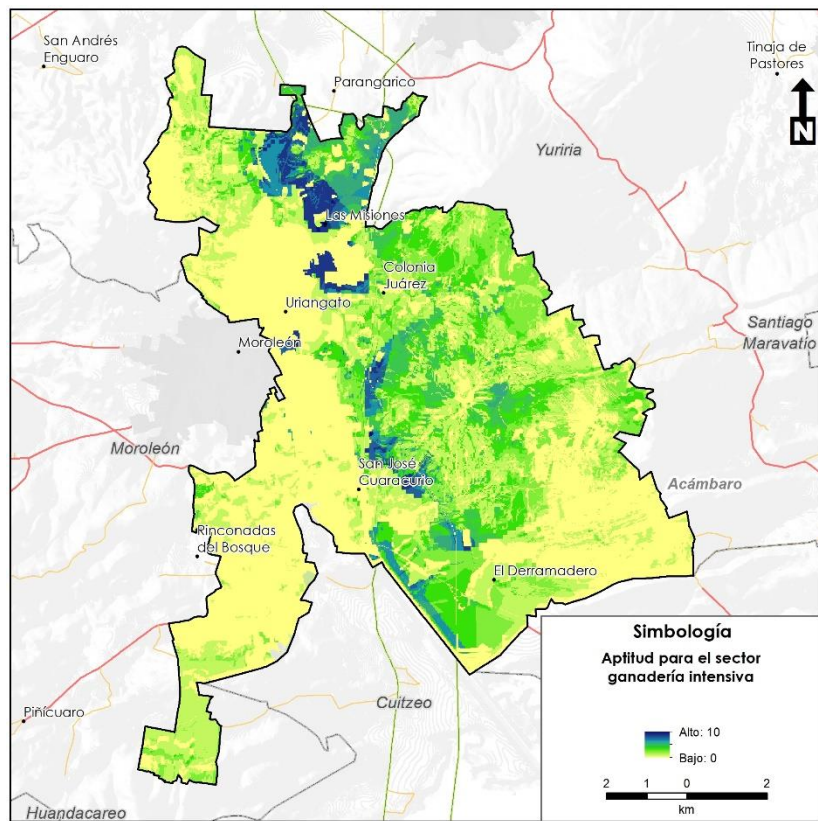 San Andrés
Enguaro
Parangarico
Tinaja de
Pastores
N
Yuriria
Las Misiones
Colonia
Juárez
Uriangato
Moroleón
Santiago
Maravatío
Moroleón
San José
Guaracurio
Acámbaro
Rinconadas
del Bosque
El Derramadero
Piñícuaro
Cuitzeo
Huandacareo
Simbología
Aptitud para el sector
ganadería intensiva
Alto: 10
Bajo: 0
2 1 0 2
km